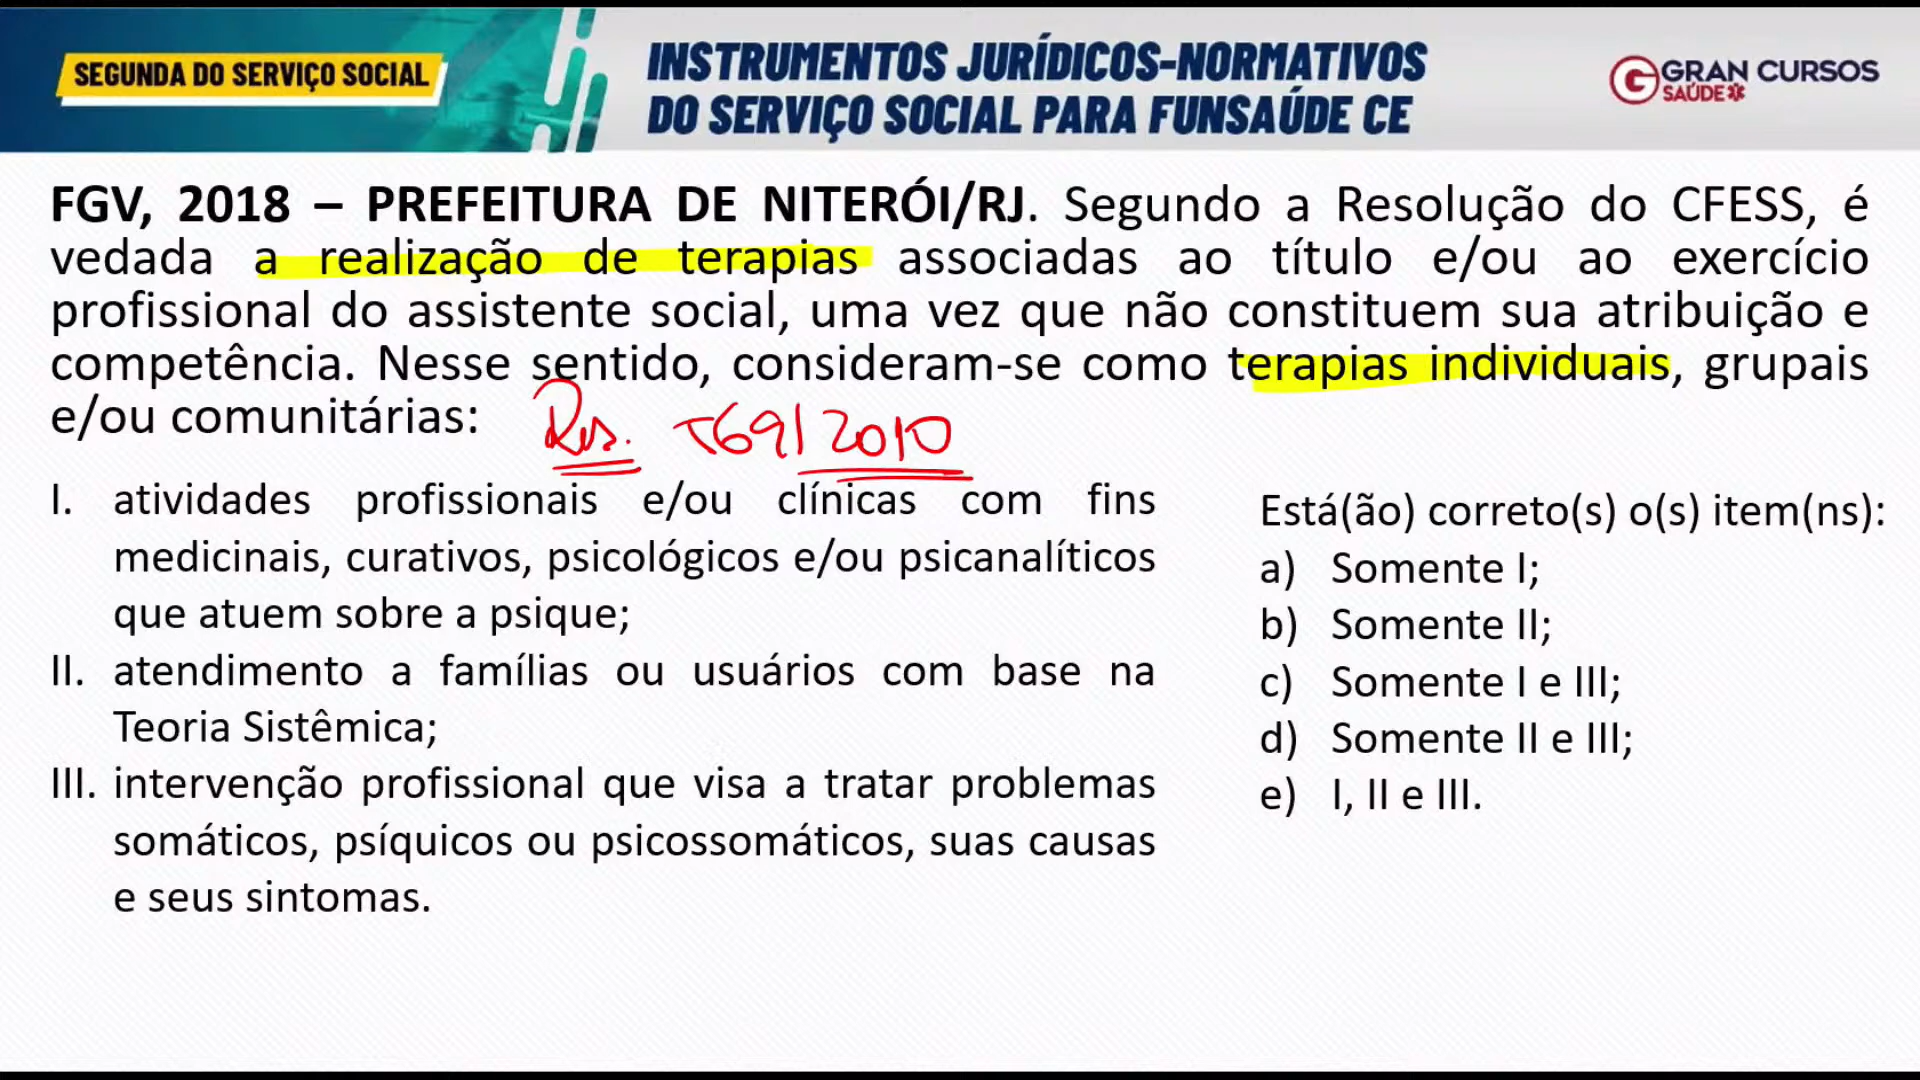 SEGUNDA DO SERVIÇO SOCIAL
INSTRUMENTOS JURÍDICOS-NORMATIVOS
DO SERVIÇO SOCIAL PARA FUNSAÚDE CE
GRAN CURSOS
SAÚDE
FGV, 2018 – PREFEITURA DE NITERÓI/RJ. Segundo a Resolução do CFESS, é
vedada a realização de terapias associadas ao título e/ou ao exercício
profissional do assistente social, uma vez que não constituem sua atribuição e
competência. Nesse sentido, consideram-se como terapias individuais, grupais
e/ou comunitárias:
Res. 569/2010
I. atividades profissionais e/ou clínicas com fins
medicinais, curativos, psicológicos e/ou psicanalíticos
que atuem sobre a psique;
II. atendimento a famílias ou usuários com base na
Teoria Sistêmica;
III. intervenção profissional que visa a tratar problemas
somáticos, psíquicos ou psicossomáticos, suas causas
e seus sintomas.
Está(ão) correto(s) o(s) item(ns):
a) Somente I;
b) Somente II;
c) Somente I e III;
d) Somente II e III;
e) I, II e III.